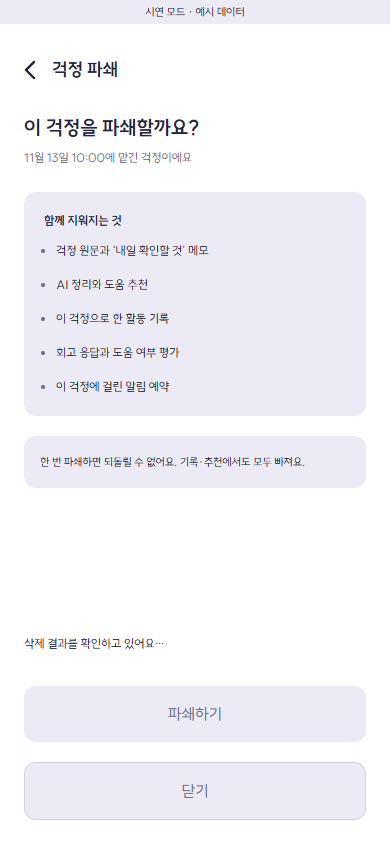 시연 모드 · 예시 데이터
걱정 파쇄
이 걱정을 파쇄할까요?
11월 13일 10:00에 맡긴 걱정이에요
함께 지워지는 것
걱정 원문과 ‘내일 확인할 것’ 메모
AI 정리와 도움 추천
이 걱정으로 한 활동 기록
회고 응답과 도움 여부 평가
이 걱정에 걸린 알림 예약
한 번 파쇄하면 되돌릴 수 없어요. 기록·추천에서도 모두 빠져요.
삭제 결과를 확인하고 있어요…
파쇄하기
닫기